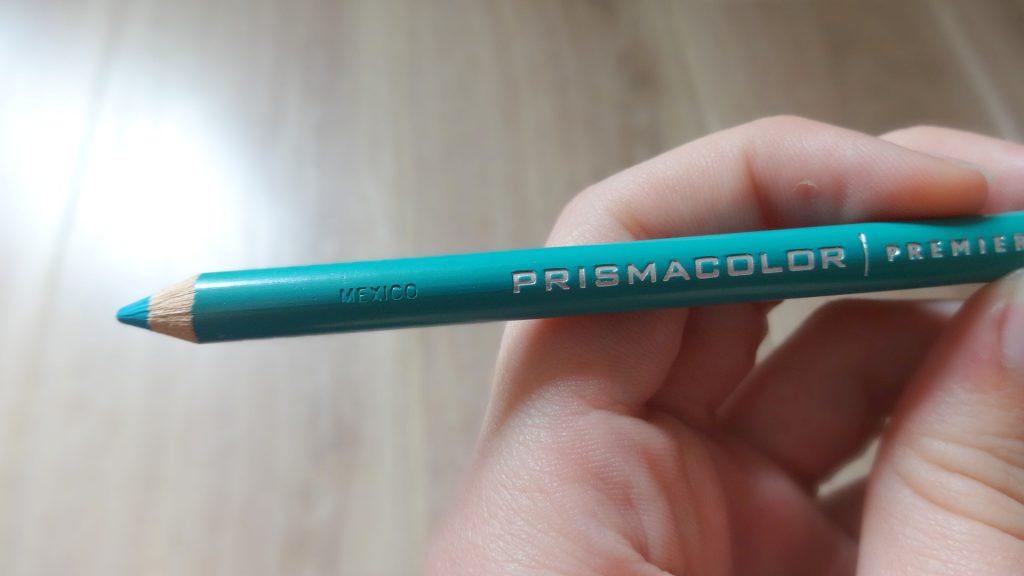 MEXICO PRISMACOLOR | PREMIER